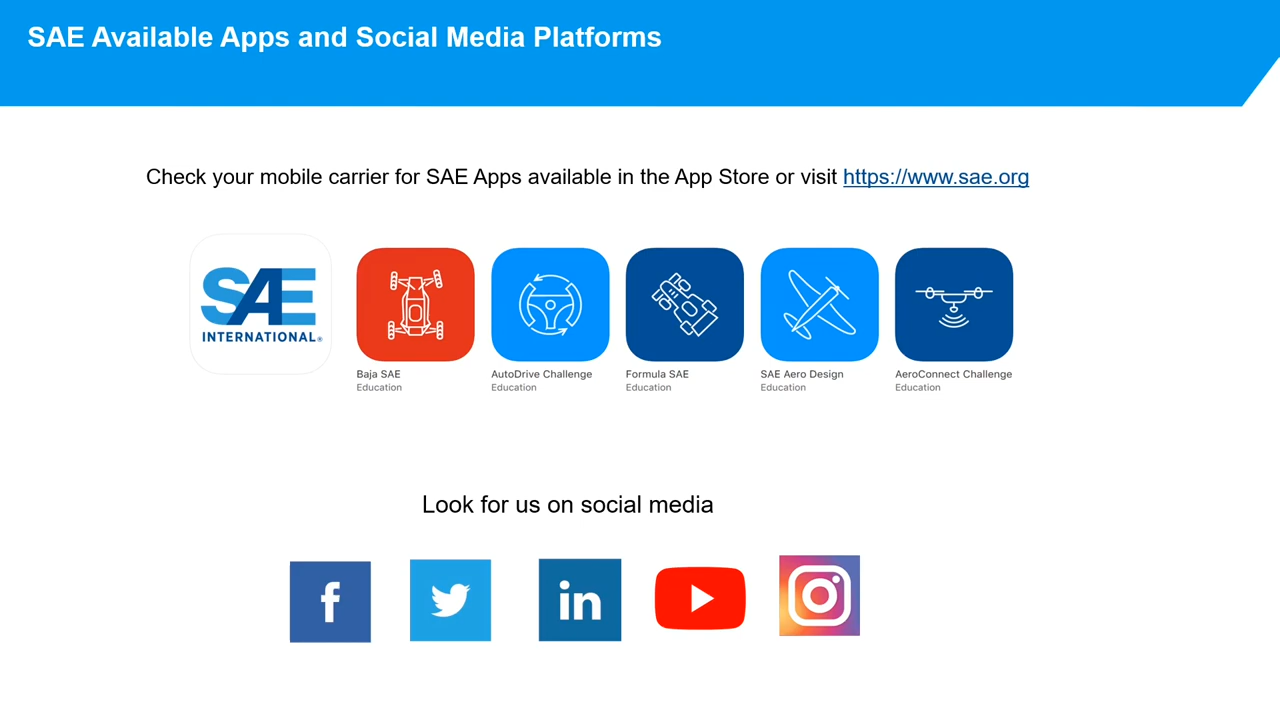 SAE Available Apps and Social Media Platforms
Check your mobile carrier for SAE Apps available in the App Store or visit https://www.sae.org
SAE
INTERNATIONAL®
Baja SAE
Education
AutoDrive Challenge
Education
Formula SAE
Education
SAE Aero Design
Education
AeroConnect Challenge
Education
Look for us on social media
f
in